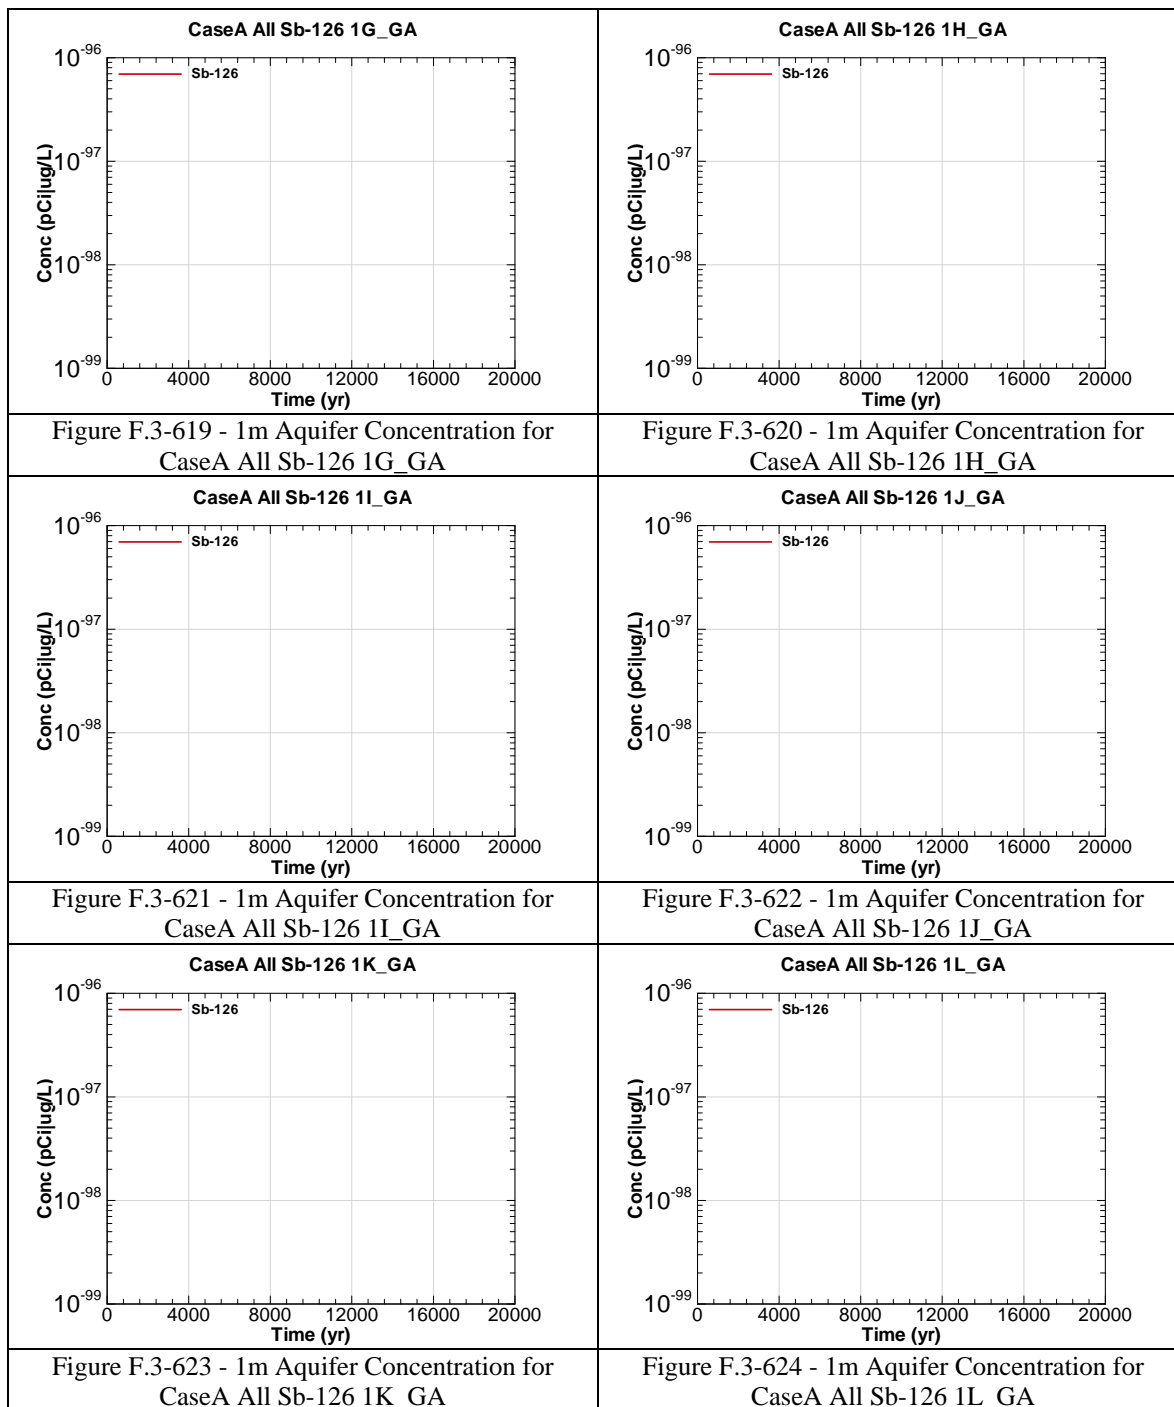 CaseA All Sb-126 1G_GA
10-96
10-97
10-98
10-99
Conc (pCi|ug/L)
Sb-126
0 4000 8000 12000 16000 20000
Time (yr)
Figure F.3-619 - 1m Aquifer Concentration for
CaseA All Sb-126 1G_GA
CaseA All Sb-126 1H_GA
10-96
10-97
10-98
10-99
Conc (pCi|ug/L)
Sb-126
0 4000 8000 12000 16000 20000
Time (yr)
Figure F.3-620 - 1m Aquifer Concentration for
CaseA All Sb-126 1H_GA
CaseA All Sb-126 1I_GA
10-96
10-97
10-98
10-99
Conc (pCi|ug/L)
Sb-126
0 4000 8000 12000 16000 20000
Time (yr)
Figure F.3-621 - 1m Aquifer Concentration for
CaseA All Sb-126 1I_GA
CaseA All Sb-126 1J_GA
10-96
10-97
10-98
10-99
Conc (pCi|ug/L)
Sb-126
0 4000 8000 12000 16000 20000
Time (yr)
Figure F.3-622 - 1m Aquifer Concentration for
CaseA All Sb-126 1J_GA
CaseA All Sb-126 1K_GA
10-96
10-97
10-98
10-99
Conc (pCi|ug/L)
Sb-126
0 4000 8000 12000 16000 20000
Time (yr)
Figure F.3-623 - 1m Aquifer Concentration for
CaseA All Sb-126 1K_GA
CaseA All Sb-126 1L_GA
10-96
10-97
10-98
10-99
Conc (pCi|ug/L)
Sb-126
0 4000 8000 12000 16000 20000
Time (yr)
Figure F.3-624 - 1m Aquifer Concentration for
CaseA All Sb-126 1L_GA